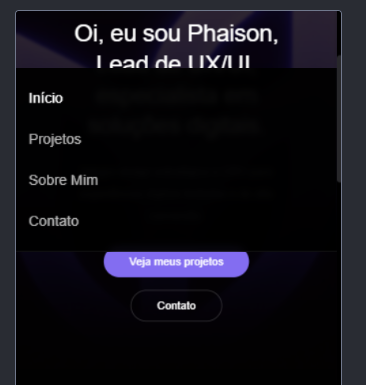 Oi, eu sou Phaison,
Lead de UX/UI
Início
Projetos
Sobre Mim
Contato
Veja meus projetos
Contato